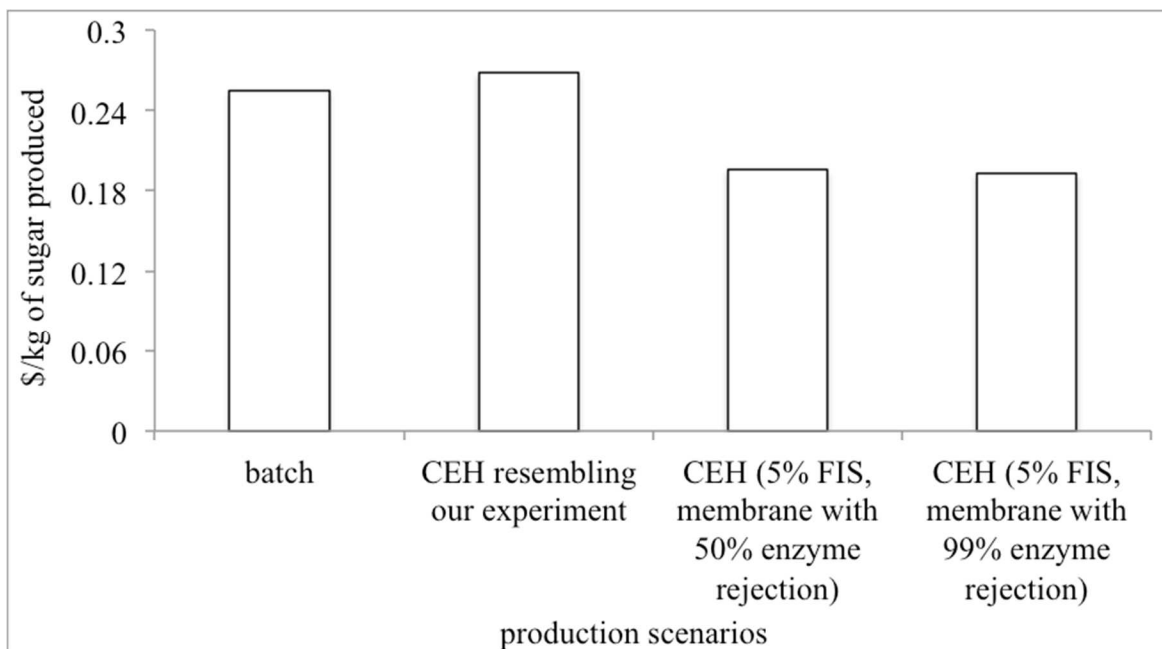 $/kg of sugar produced
0.3
0.24
0.18
0.12
0.06
0
batch
CEH resembling
our experiment
CEH (5% FIS,
membrane with
50% enzyme
rejection)
CEH (5% FIS,
membrane with
99% enzyme
rejection)
production scenarios